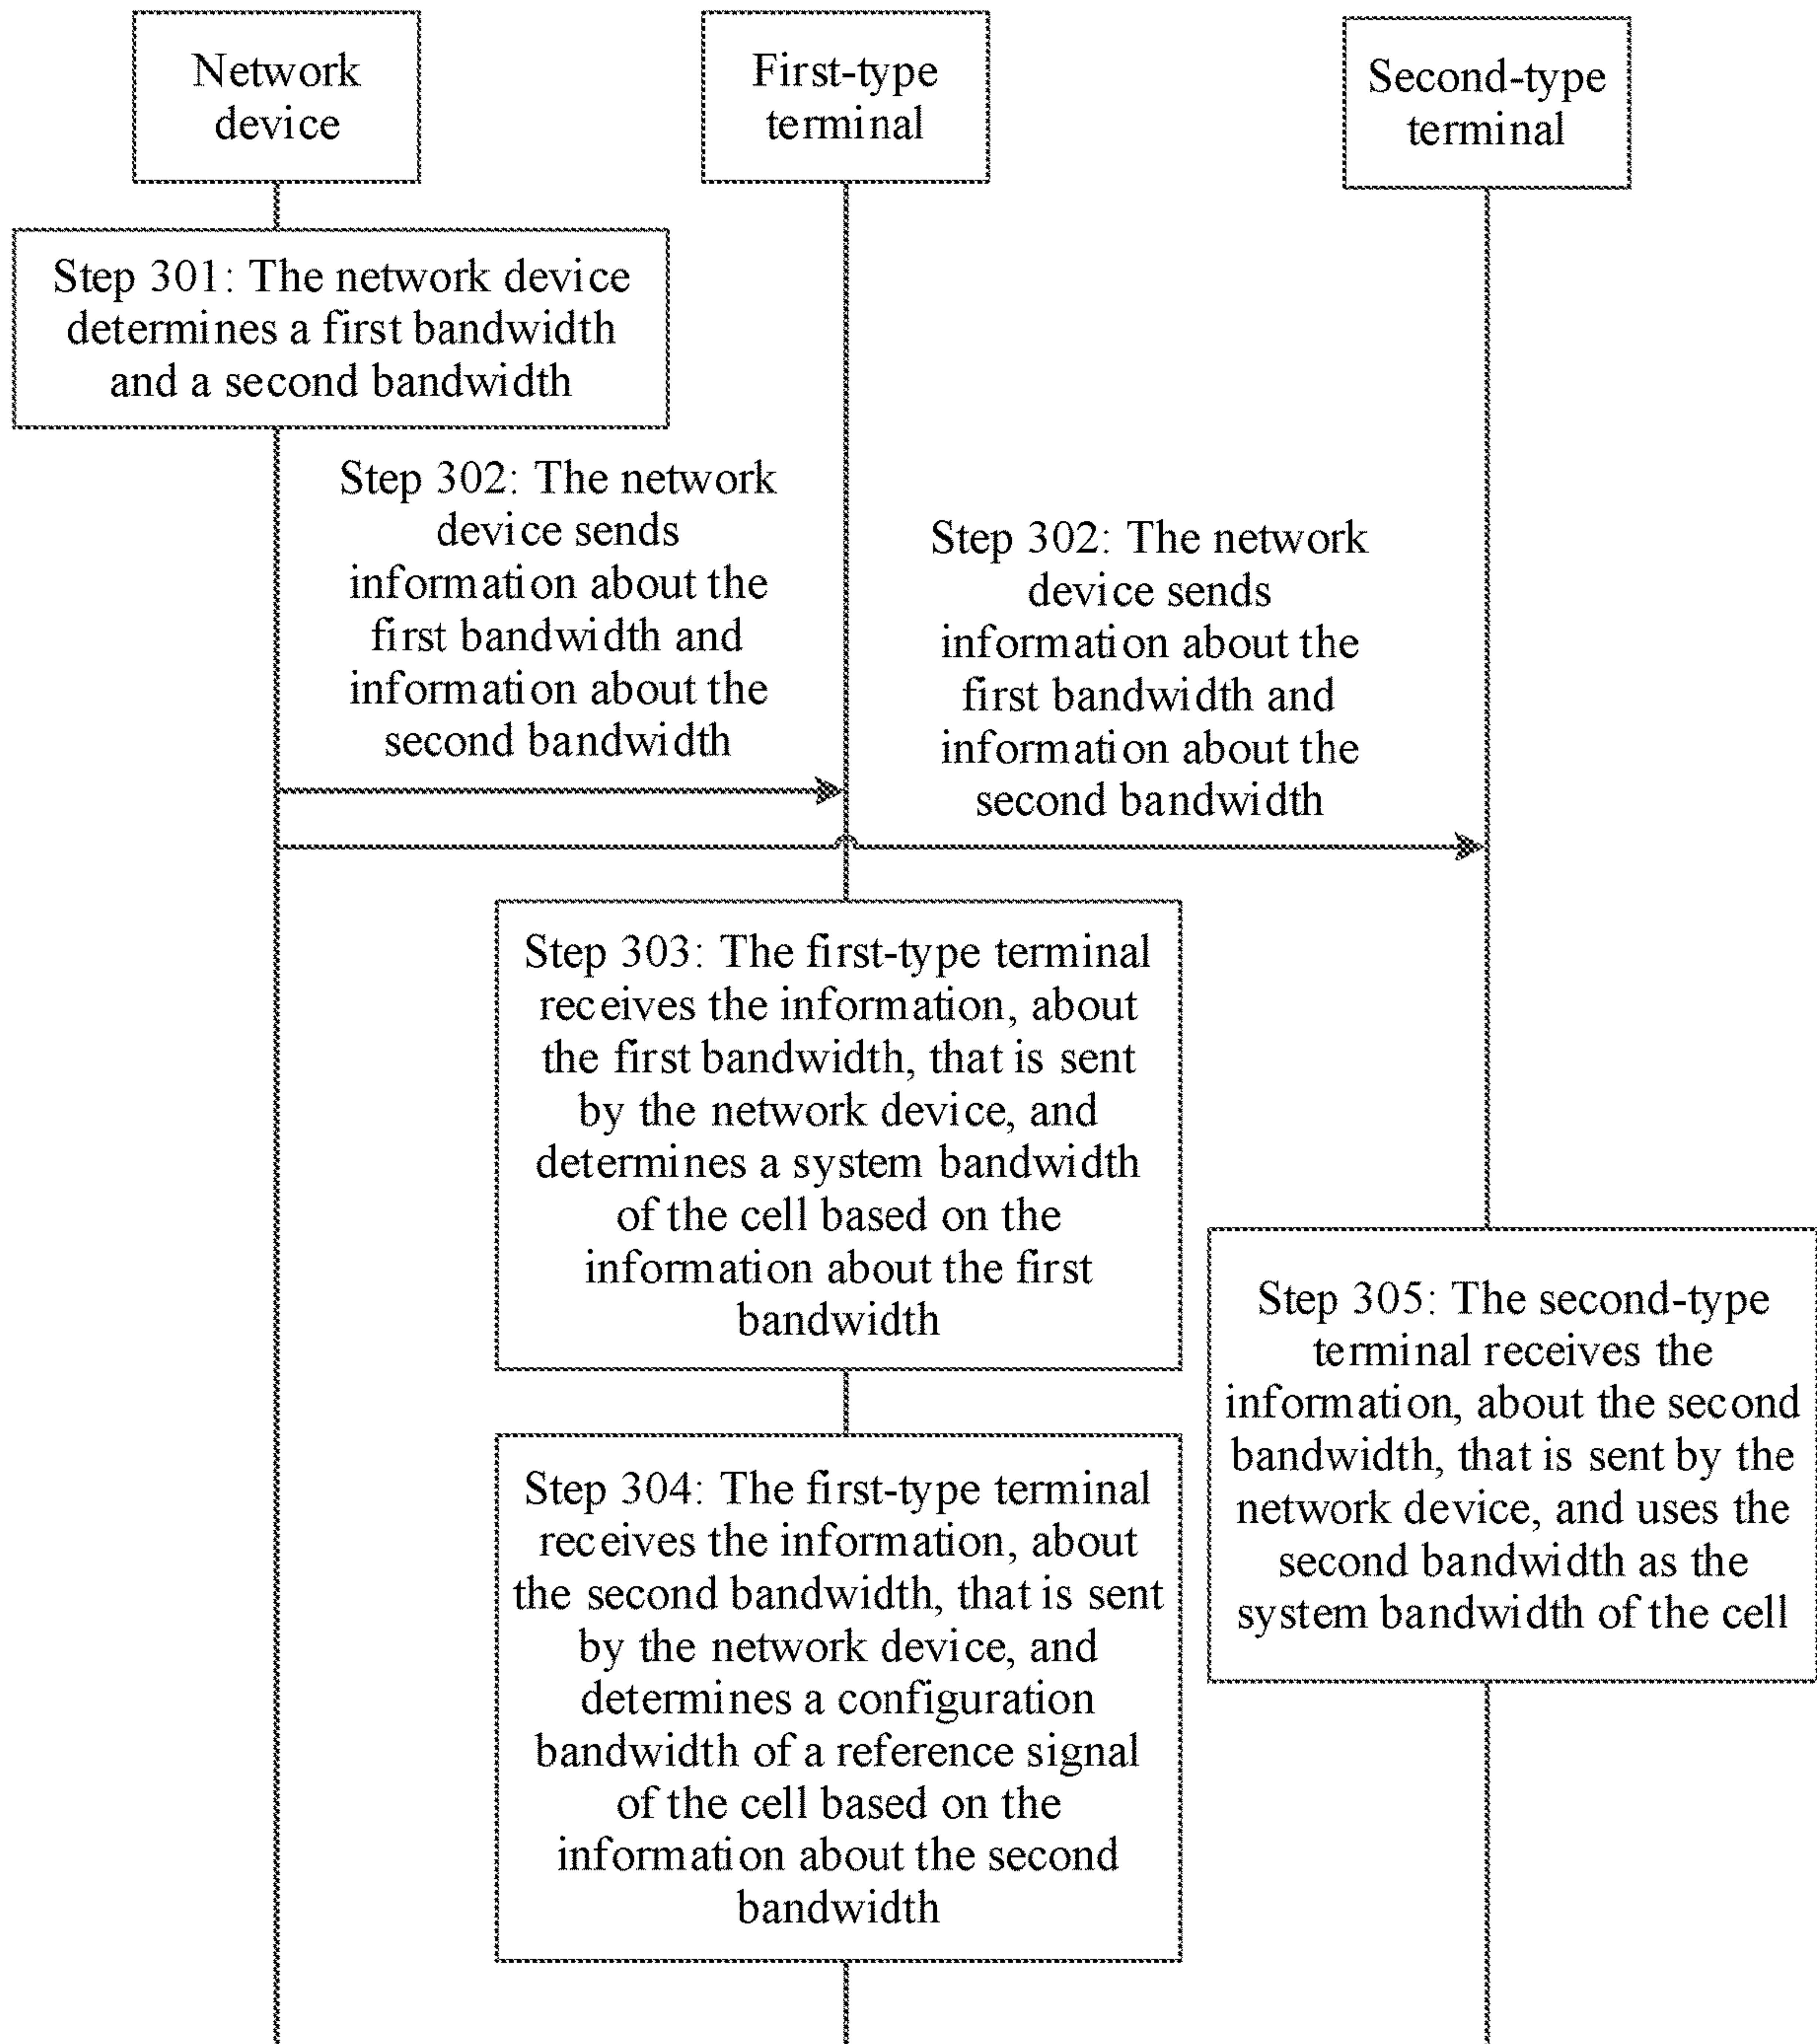 Network
device
First-type
terminal
Second-type
terminal
Step 301: The network device
determines a first bandwidth
and a second bandwidth
Step 302: The network
device sends
information about the
first bandwidth and
information about the
second bandwidth
Step 302: The network
device sends
information about the
first bandwidth and
information about the
second bandwidth
Step 303: The first-type terminal
receives the information, about
the first bandwidth, that is sent
by the network device, and
determines a system bandwidth
of the cell based on the
information about the first
bandwidth
Step 304: The first-type terminal
receives the information, about
the second bandwidth, that is sent
by the network device, and
determines a configuration
bandwidth of a reference signal
of the cell based on the
information about the second
bandwidth
Step 305: The second-type
terminal receives the
information, about the second
bandwidth, that is sent by the
network device, and uses the
second bandwidth as the
system bandwidth of the cell